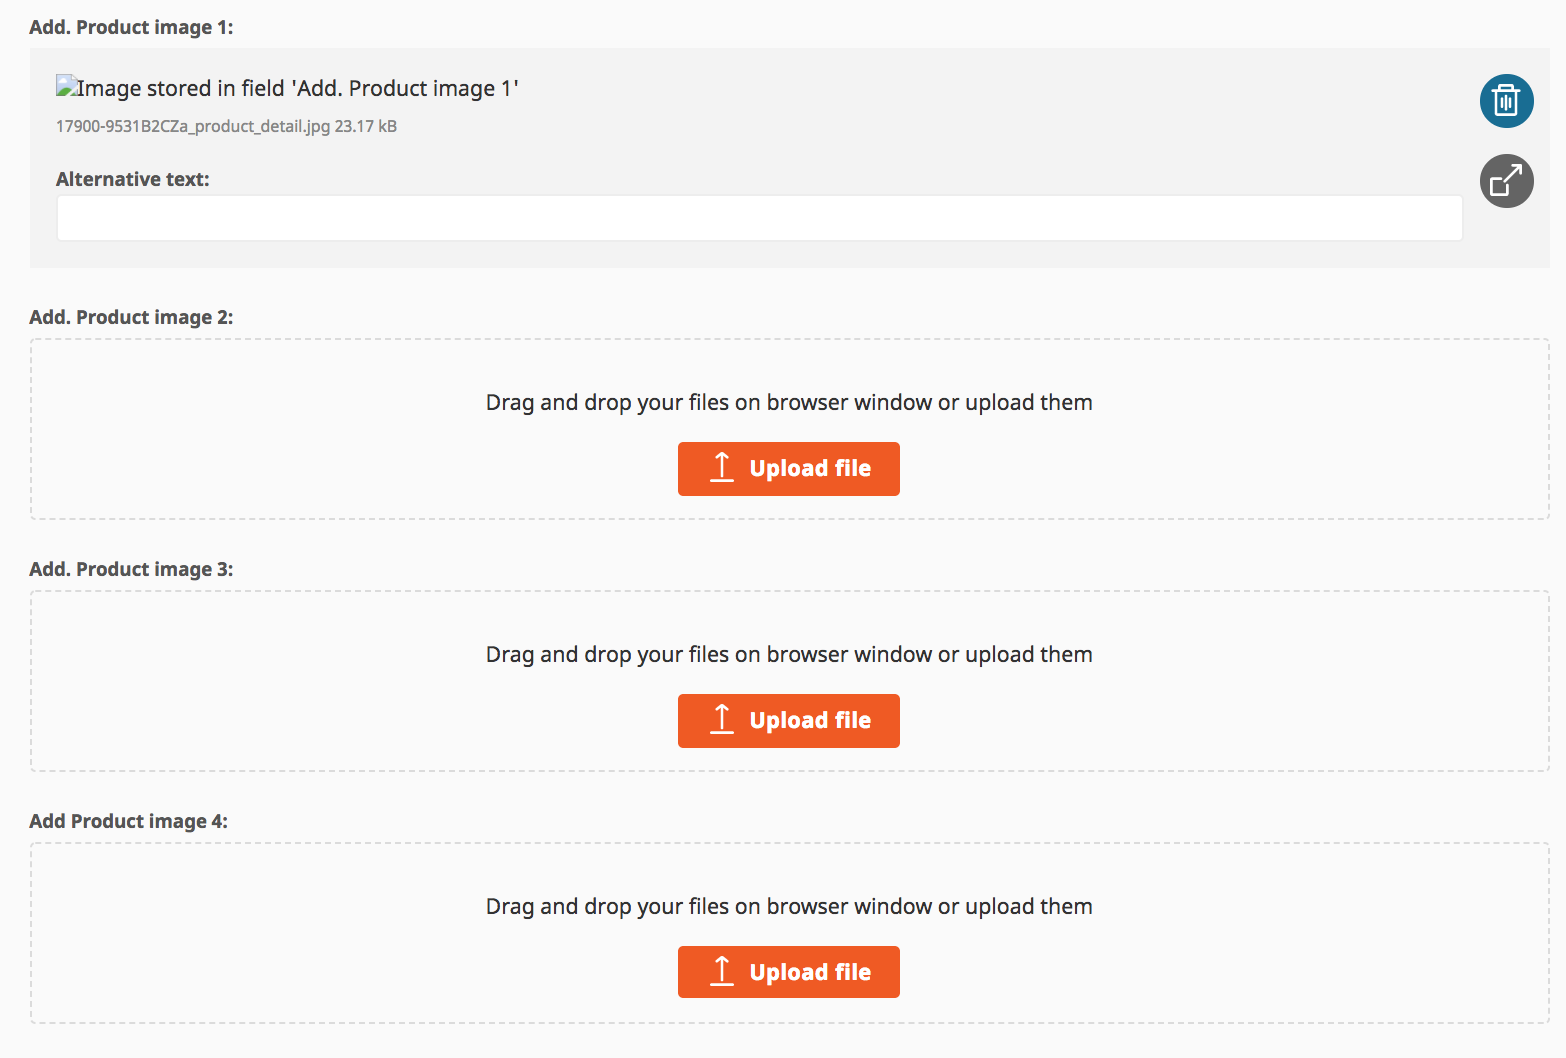 Add. Product image 1:
Image stored in field 'Add. Product image 1'
17900-9531B2CZa_product_detail.jpg 23.17 kB
Alternative text:
Add. Product image 2:
Drag and drop your files on browser window or upload them
Upload file
Add. Product image 3:
Drag and drop your files on browser window or upload them
Upload file
Add Product image 4:
Drag and drop your files on browser window or upload them
Upload file